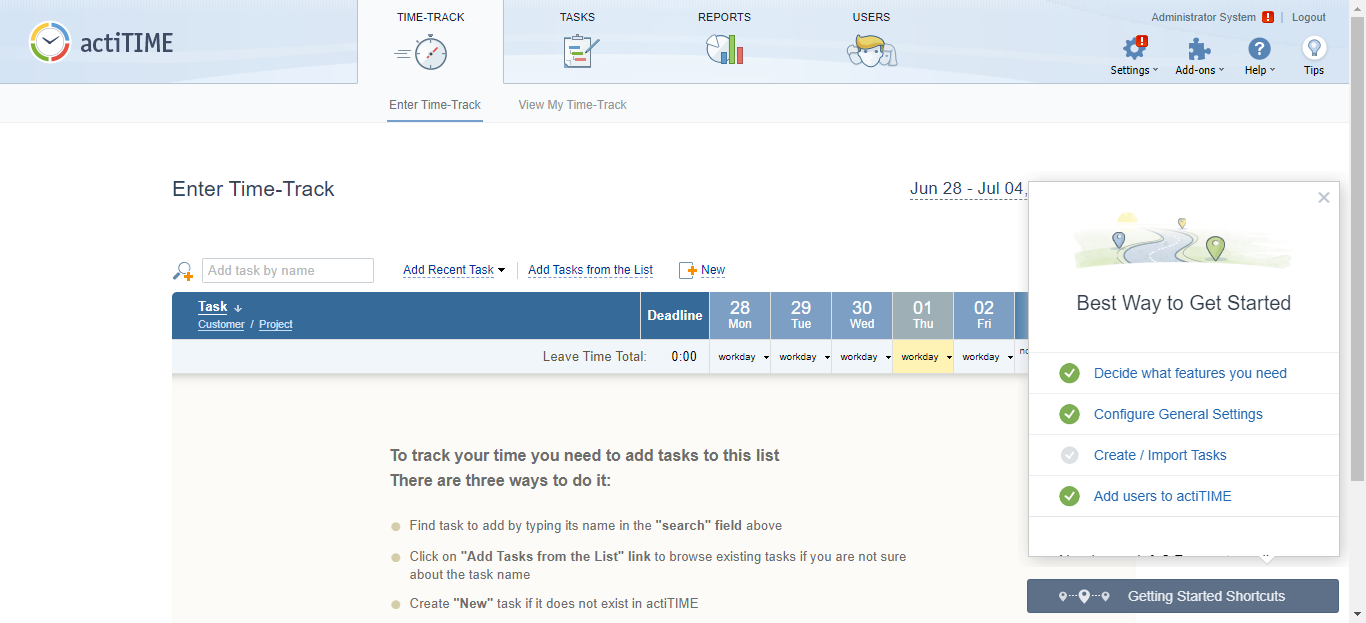 actiTIME
TIME-TRACK
TASKS
REPORTS
USERS
Administrator System
Logout
Settings
Add-ons
Help
Tips
Enter Time-Track
View My Time-Track
Enter Time-Track
Jun 28 - Jul 04,
Add task by name
Add Recent Task
Add Tasks from the List
New
Task
Customer / Project
Deadline
28
Mon
29
Tue
30
Wed
01
Thu
02
Fri
Leave Time Total: 0:00
workday
workday
workday
workday
workday
To track your time you need to add tasks to this list
There are three ways to do it:
Find task to add by typing its name in the "search" field above
Click on "Add Tasks from the List" link to browse existing tasks if you are not sure
about the task name
Create "New" task if it does not exist in actiTIME
Best Way to Get Started
Decide what features you need
Configure General Settings
Create / Import Tasks
Add users to actiTIME
Getting Started Shortcuts